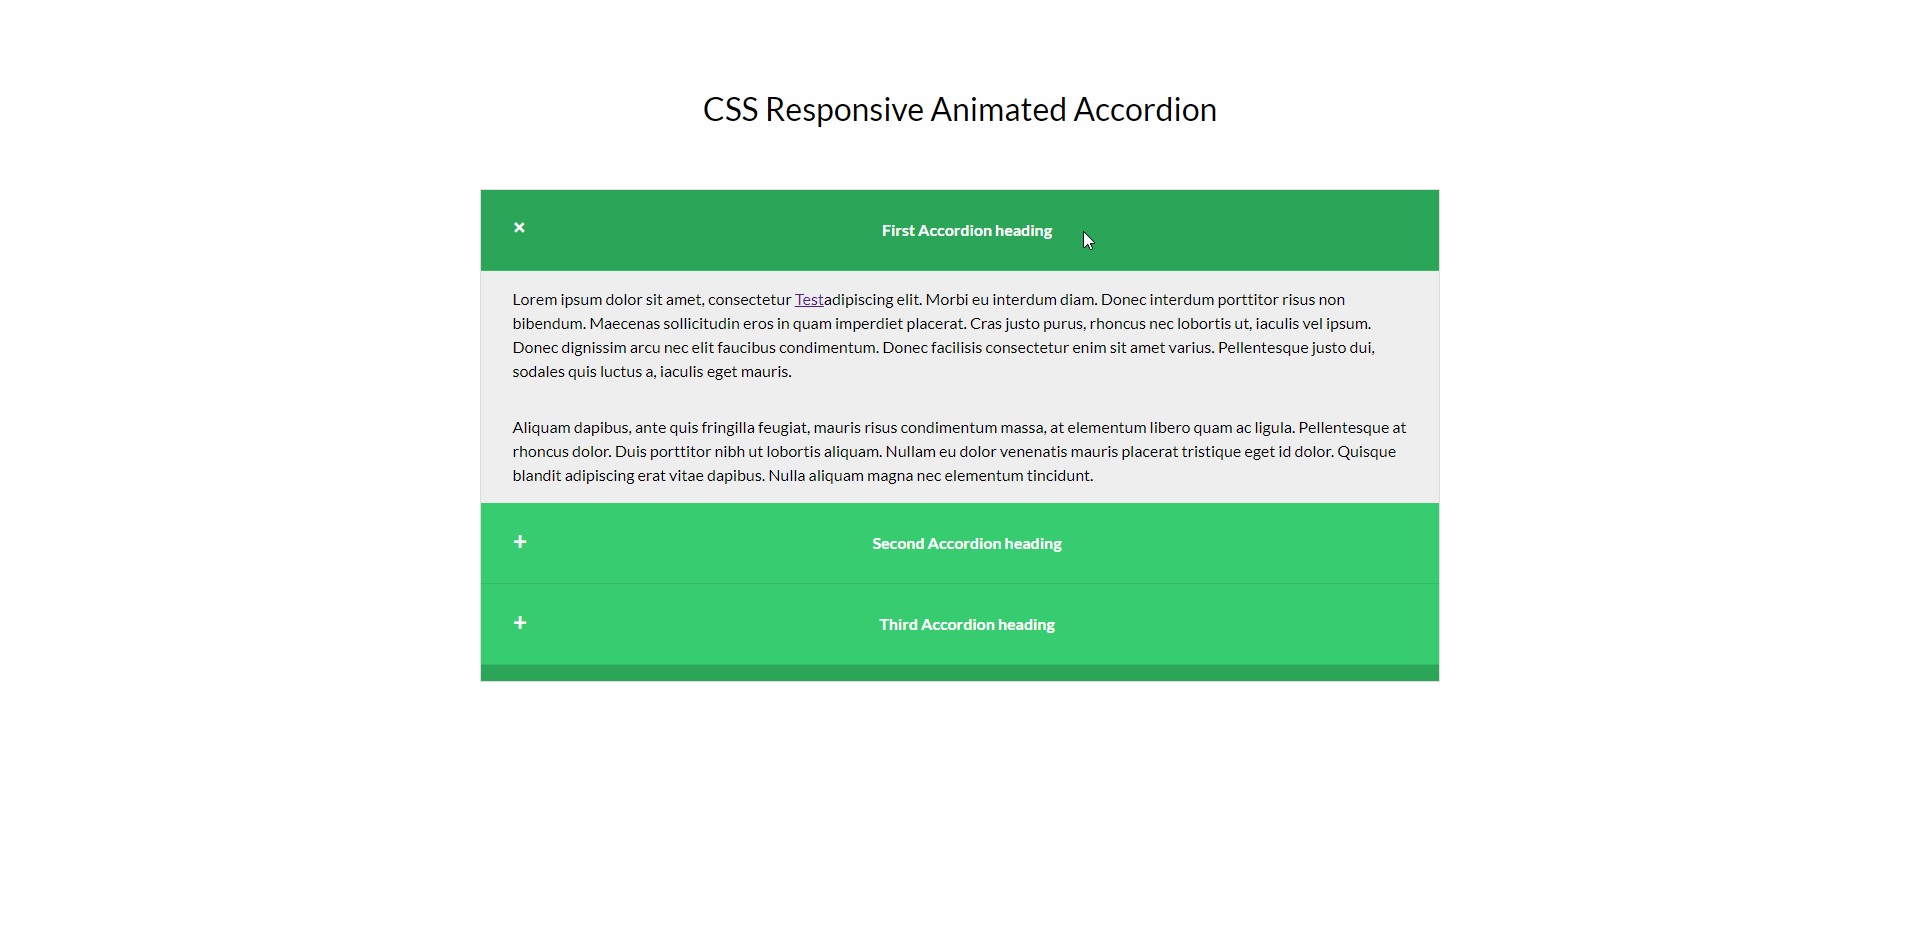 CSS Responsive Animated Accordion
× First Accordion heading
Lorem ipsum dolor sit amet, consectetur Testadipiscing elit. Morbi eu interdum diam. Donec interdum porttitor risus non
bibendum. Maecenas sollicitudin eros in quam imperdiet placerat. Cras justo purus, rhoncus nec lobortis ut, iaculis vel ipsum.
Donec dignissim arcu nec elit faucibus condimentum. Donec facilisis consectetur enim sit amet varius. Pellentesque justo dui,
sodales quis luctus a, iaculis eget mauris.
Aliquam dapibus, ante quis fringilla feugiat, mauris risus condimentum massa, at elementum libero quam ac ligula. Pellentesque at
rhoncus dolor. Duis porttitor nibh ut lobortis aliquam. Nullam eu dolor venenatis mauris placerat tristique eget id dolor. Quisque
blandit adipiscing erat vitae dapibus. Nulla aliquam magna nec elementum tincidunt.
+ Second Accordion heading
+ Third Accordion heading